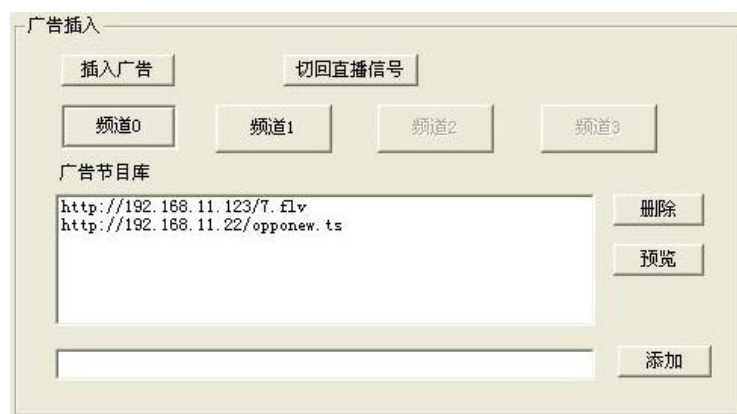 广告插入
插入广告 切回直播信号
频道0 频道1 频道2 频道3
广告节目库
http://192.168.11.123/7.flv
http://192.168.11.22/opponew.ts
删除
预览
添加